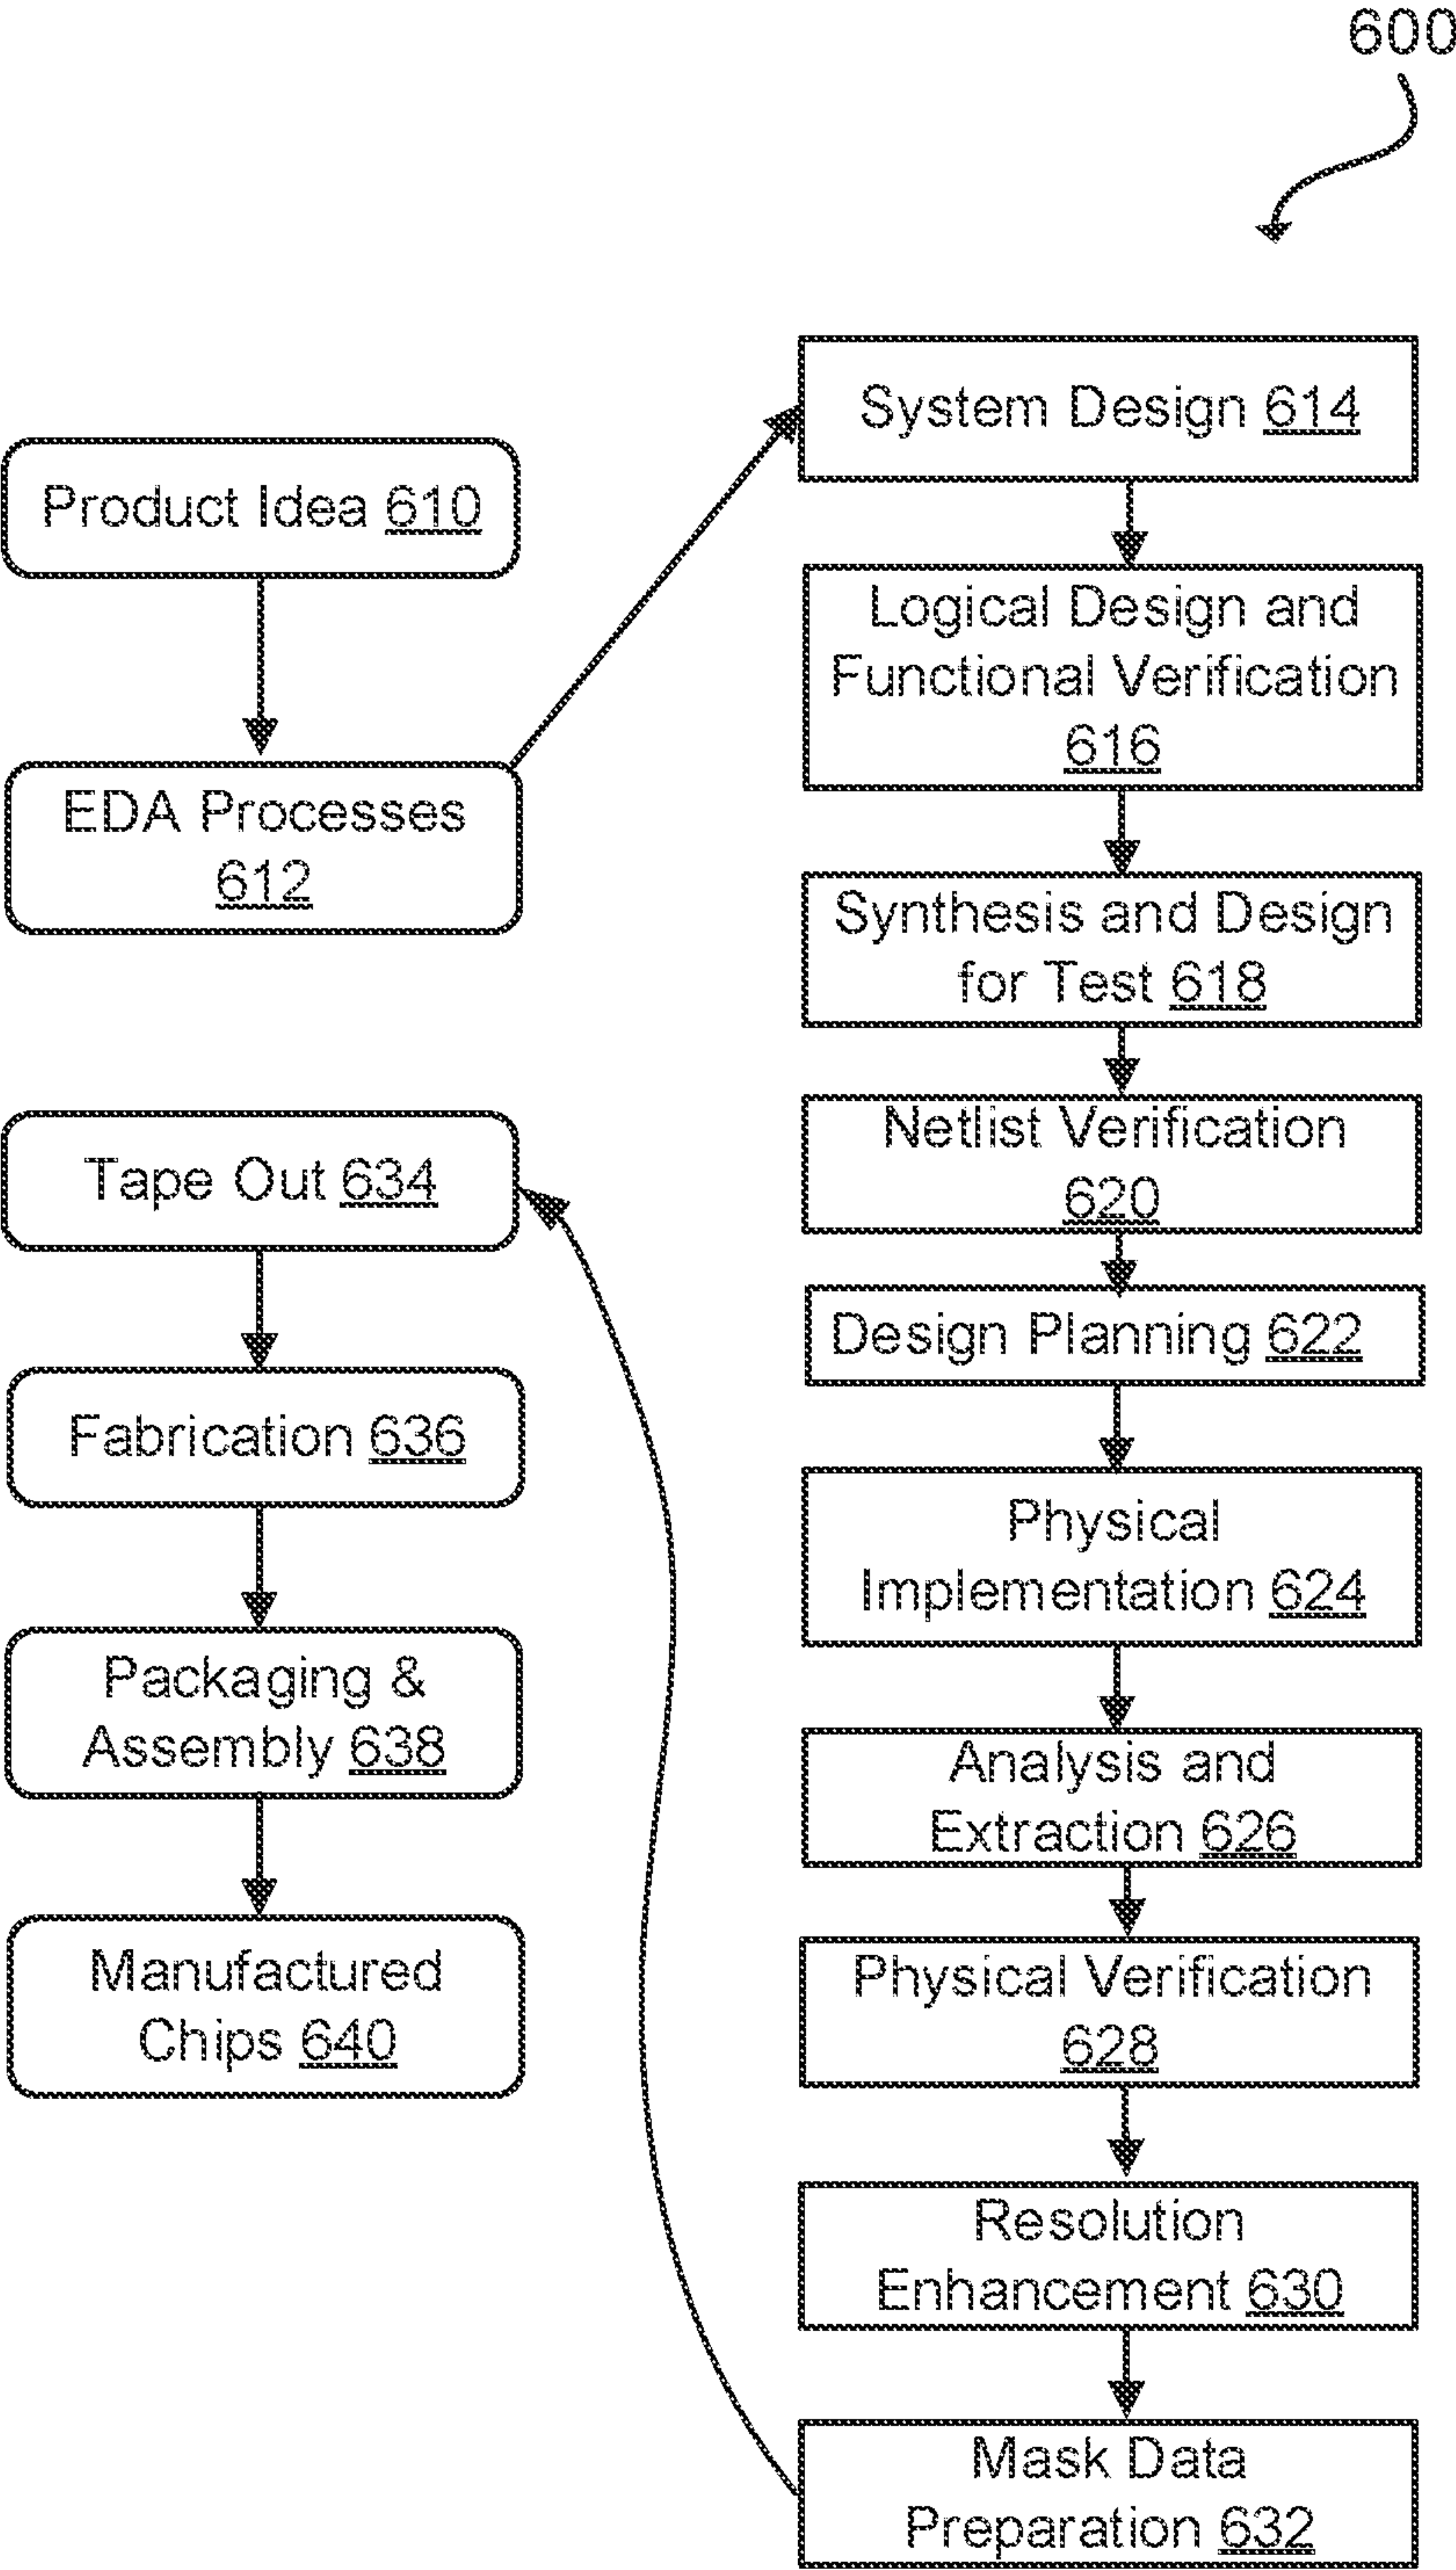 600
Product Idea 610
EDA Processes
612
System Design 614
Logical Design and
Functional Verification
616
Synthesis and Design
for Test 618
Netlist Verification
620
Design Planning 622
Physical
Implementation 624
Analysis and
Extraction 626
Physical Verification
628
Resolution
Enhancement 630
Mask Data
Preparation 632
Tape Out 634
Fabrication 636
Packaging &
Assembly 638
Manufactured
Chips 640